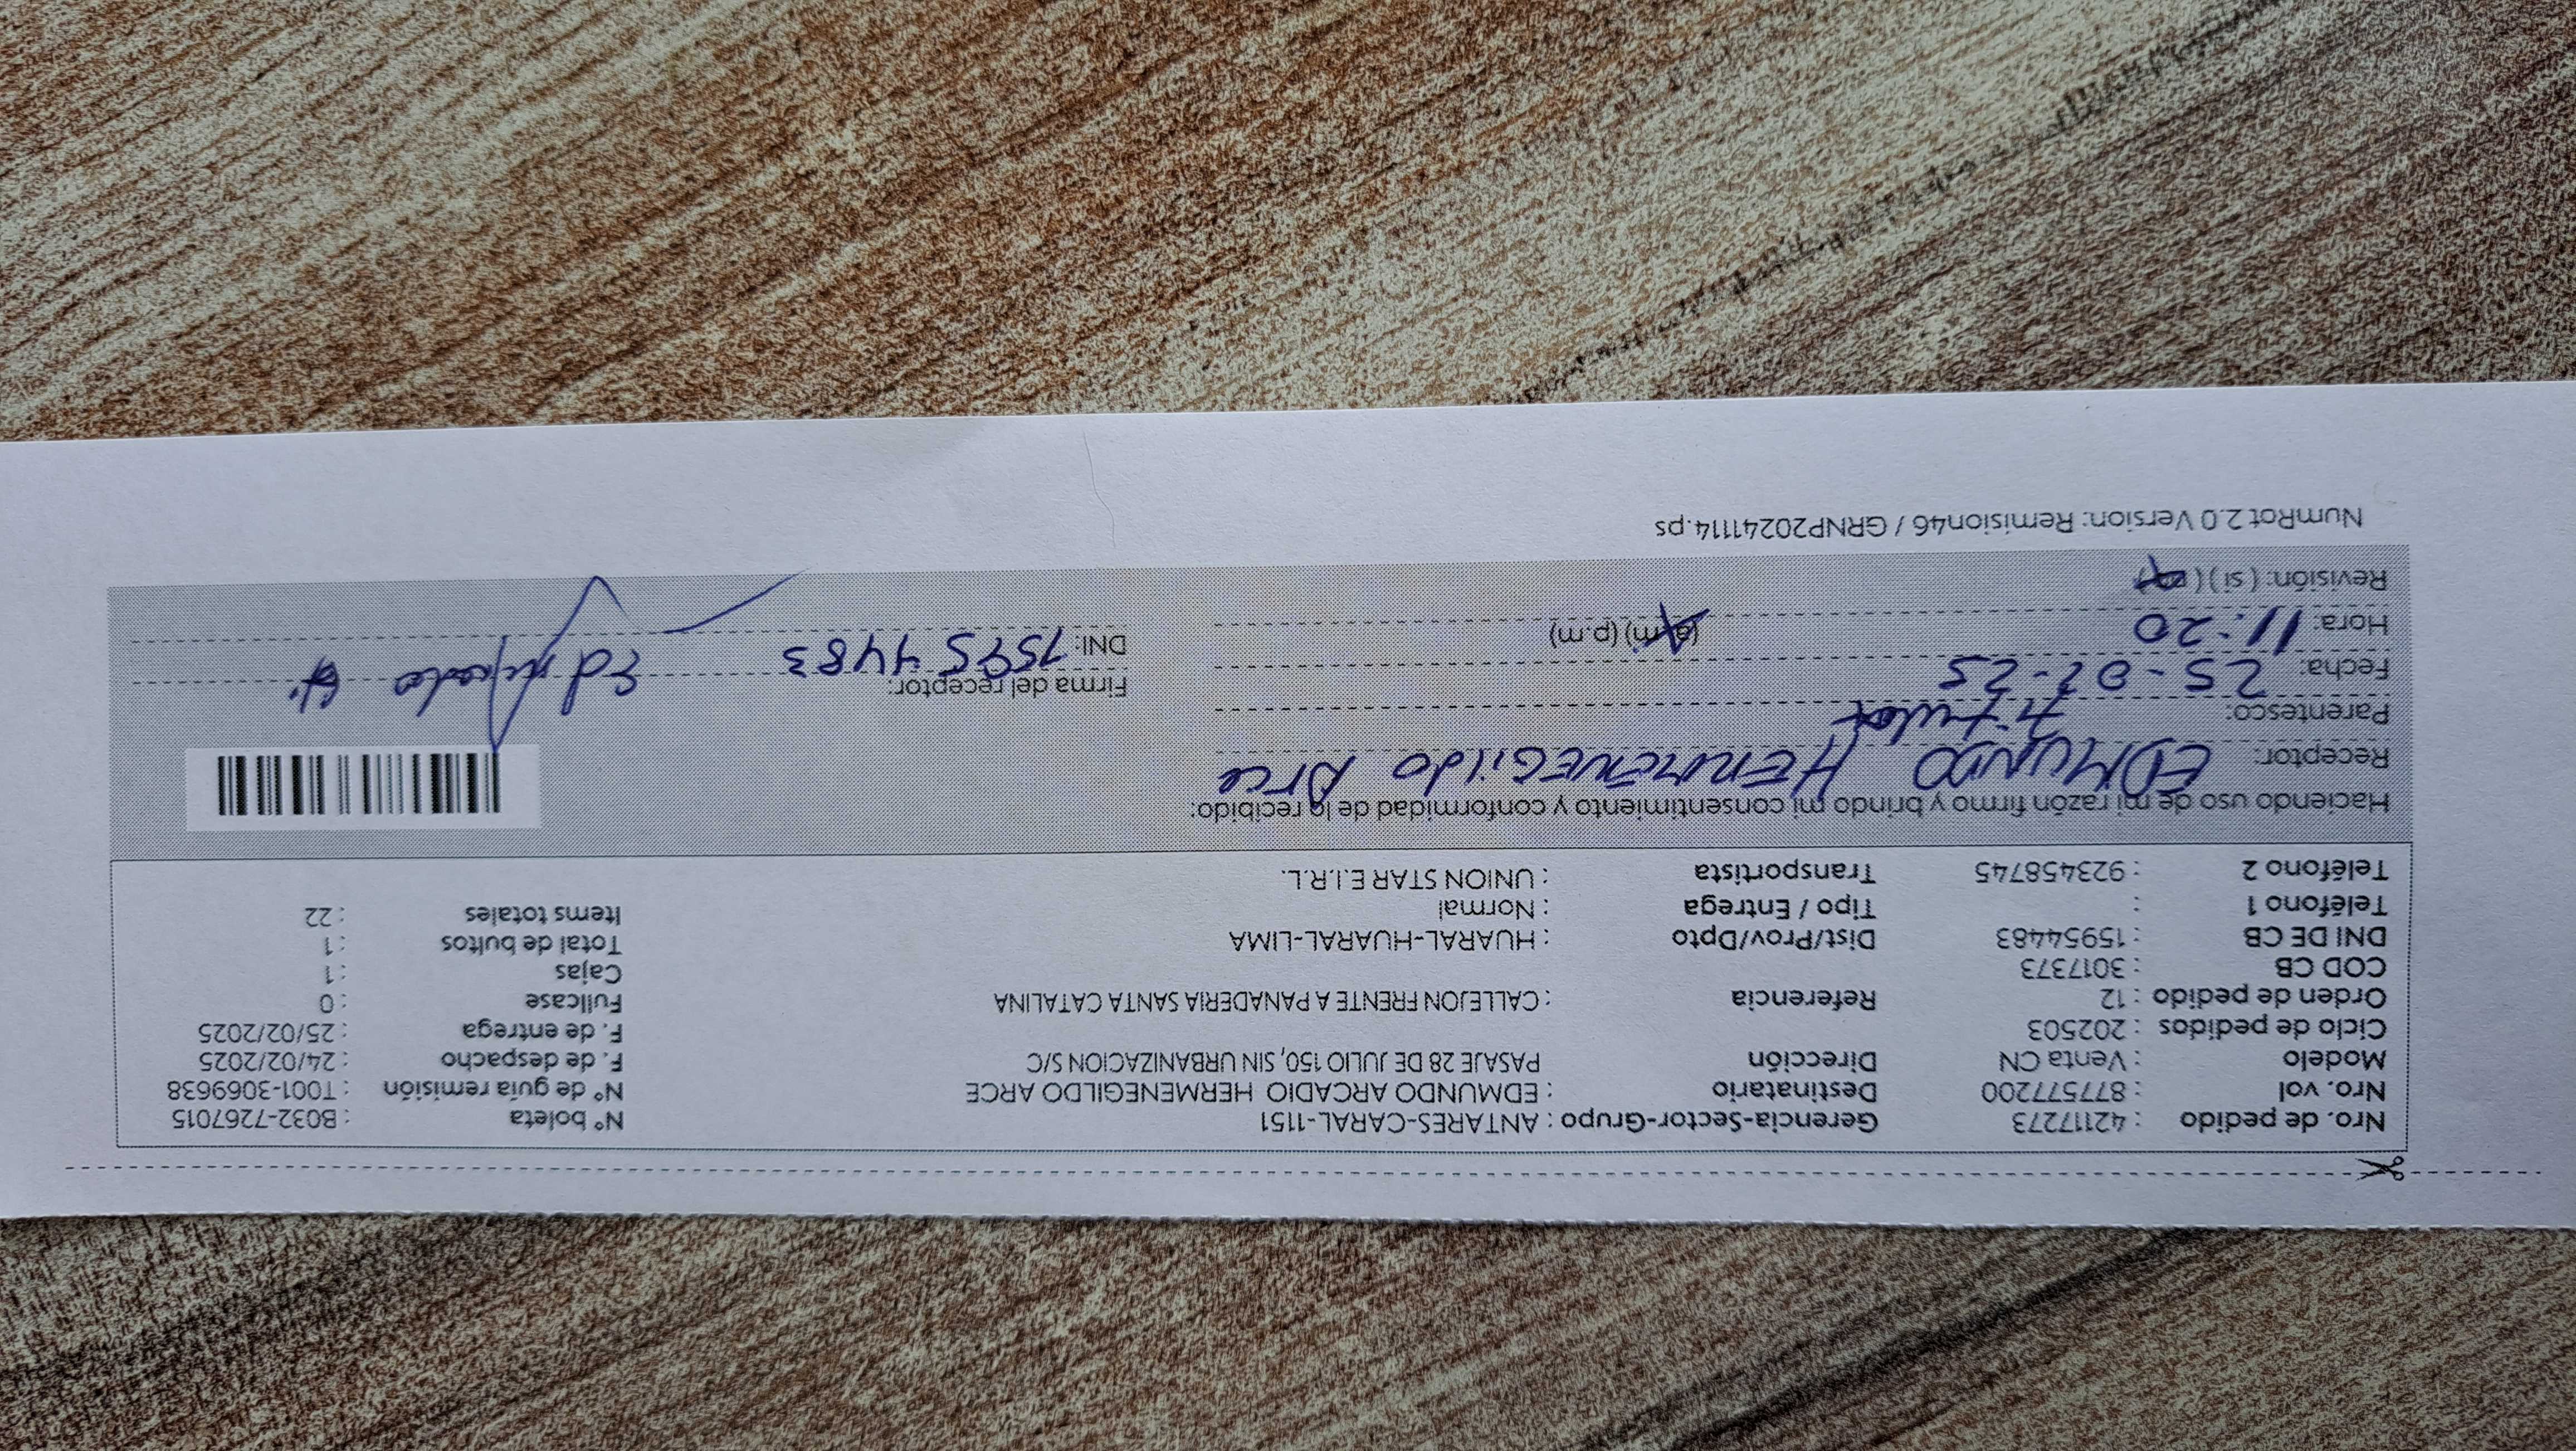 Nro. de pedido : 42117273 Gerencia-Sector-Grupo : ANTARES-CARAL-1151 N° boleta : B032-7267015
Nro. vol : 877577200 Destinatario : EDMUNDO ARCADIO HERMENEGILDO ARCE N° de guía remisión : T001-3069638
Modelo : Venta CN Dirección PASAJE 28 DE JULIO 150, SIN URBANIZACION S/C F. de despacho : 24/02/2025
Ciclo de pedidos : 202503 F. de entrega : 25/02/2025
Orden de pedido : 12 Referencia : CALLEJON FRENTE A PANADERIA SANTA CATALINA Fullcase : 0
COD CB : 3017373 Cajas : 1
DNI DE CB : 15954483 Dist/Prov/Dpto : HUARAL-HUARAL-LIMA Total de bultos : 1
Teléfono 1 : Tipo / Entrega : Normal Items totales : 22
Teléfono 2 : 923458745 Transportista : UNION STAR E.I.R.L.
Haciendo uso de mi razón firmo y brindo mi consentimiento y conformidad de lo recibido:
Receptor: EDMUNDO HERMENEGildo Arce
Parentesco: Titular
Fecha: 25-02-25 Firma del receptor:
Hora: 11:20 (a.m) (p.m) DNI: 15954483
Revisión: (si) (no)
NumRot 2.0 Version: Remision46 / GRNP20241114.ps